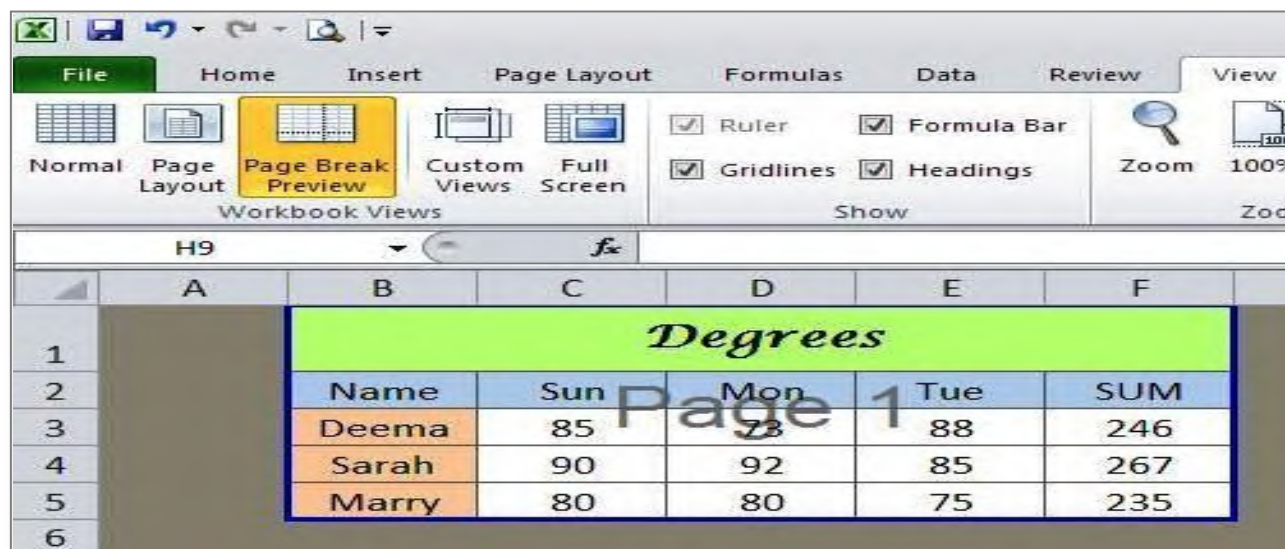 File Home Insert Page Layout Formulas Data Review View
Normal Page Layout Page Break Preview Custom Views Full Screen
Ruler Formula Bar
Gridlines Headings
Zoom 100%
Workbook Views Show
H9 fx
A B C D E F
1 Degrees
2 Name Sun Mon Tue SUM
Page 1
3 Deema 85 73 88 246
4 Sarah 90 92 85 267
5 Marry 80 80 75 235
6